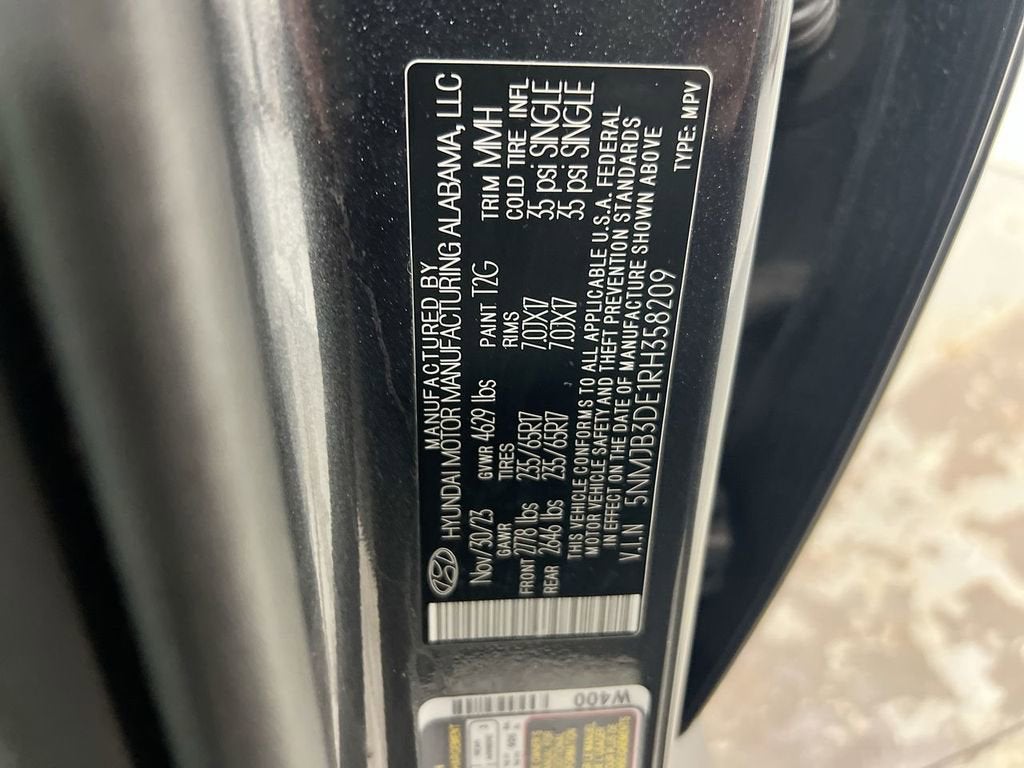 MANUFACTURED BY
HYUNDAI MOTOR MANUFACTURING ALABAMA, LLC
Nov/30/23 GVWR 4629 lbs PAINT T2G TRIM MMH
GAWR TIRES RIMS COLD TIRE INFL
FRONT 2778 lbs 235/65R17 7.0JX17 35 psi SINGLE
REAR 2646 lbs 235/65R17 7.0JX17 35 psi SINGLE
THIS VEHICLE CONFORMS TO ALL APPLICABLE U.S.A. FEDERAL
MOTOR VEHICLE SAFETY AND THEFT PREVENTION STANDARDS
IN EFFECT ON THE DATE OF MANUFACTURE SHOWN ABOVE
V.I.N 5NMJB3DE1RH358209 TYPE: MPV
W400